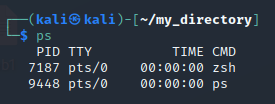 ┌──(kali㉿kali)-[~/my_directory]
└─$ ps
    PID TTY          TIME CMD
   7187 pts/0    00:00:00 zsh
   9448 pts/0    00:00:00 ps